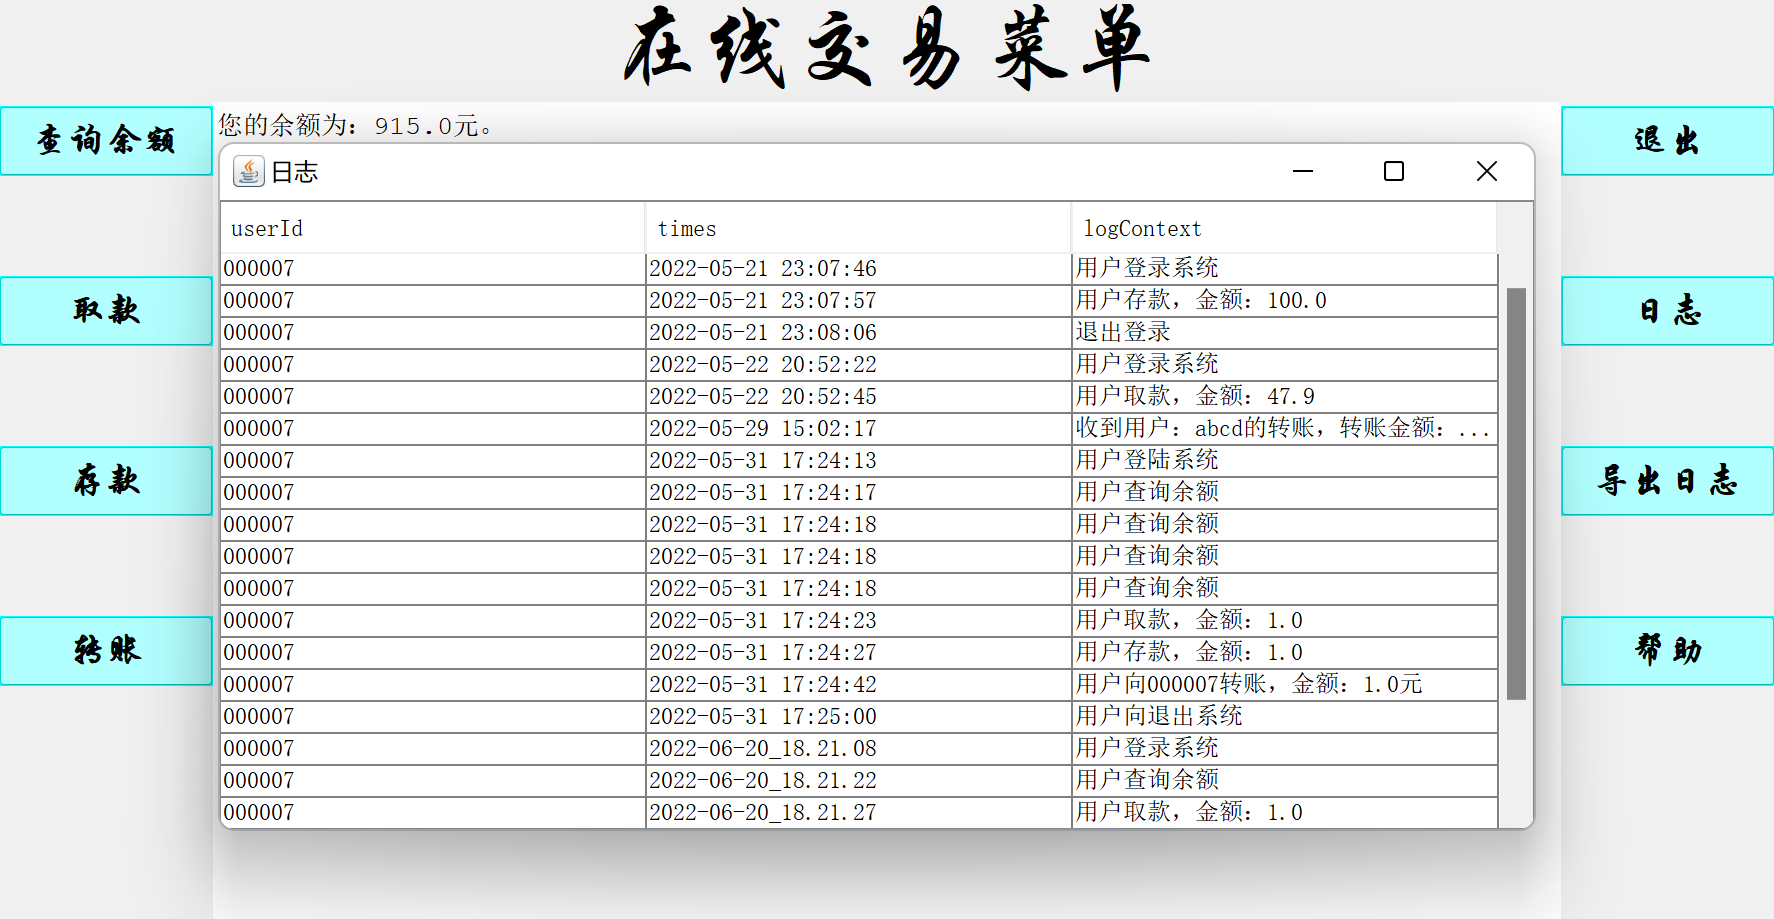 在线交易菜单
查询余额
取款
存款
转账
您的余额为：915.0元。
日志
userId times logContext
000007 2022-05-21 23:07:46 用户登录系统
000007 2022-05-21 23:07:57 用户存款，金额：100.0
000007 2022-05-21 23:08:06 退出登录
000007 2022-05-22 20:52:22 用户登录系统
000007 2022-05-22 20:52:45 用户取款，金额：47.9
000007 2022-05-29 15:02:17 收到用户：abcd的转账，转账金额：...
000007 2022-05-31 17:24:13 用户登陆系统
000007 2022-05-31 17:24:17 用户查询余额
000007 2022-05-31 17:24:18 用户查询余额
000007 2022-05-31 17:24:18 用户查询余额
000007 2022-05-31 17:24:18 用户查询余额
000007 2022-05-31 17:24:23 用户取款，金额：1.0
000007 2022-05-31 17:24:27 用户存款，金额：1.0
000007 2022-05-31 17:24:42 用户向000007转账，金额：1.0元
000007 2022-05-31 17:25:00 用户向退出系统
000007 2022-06-20_18.21.08 用户登录系统
000007 2022-06-20_18.21.22 用户查询余额
000007 2022-06-20_18.21.27 用户取款，金额：1.0
退出
日志
导出日志
帮助